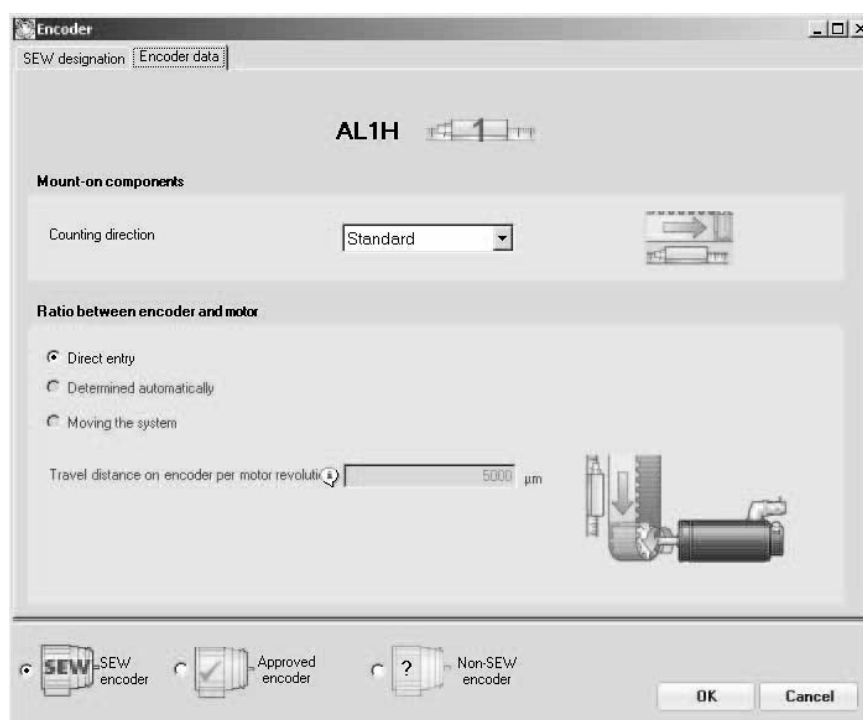 Encoder
SEW designation Encoder data
AL1H 1
Mount-on components
Counting direction Standard
Ratio between encoder and motor
Direct entry
Determined automatically
Moving the system
Travel distance on encoder per motor revoluti 5000 µm
SEW SEW encoder
Approved encoder
? Non-SEW encoder
OK Cancel